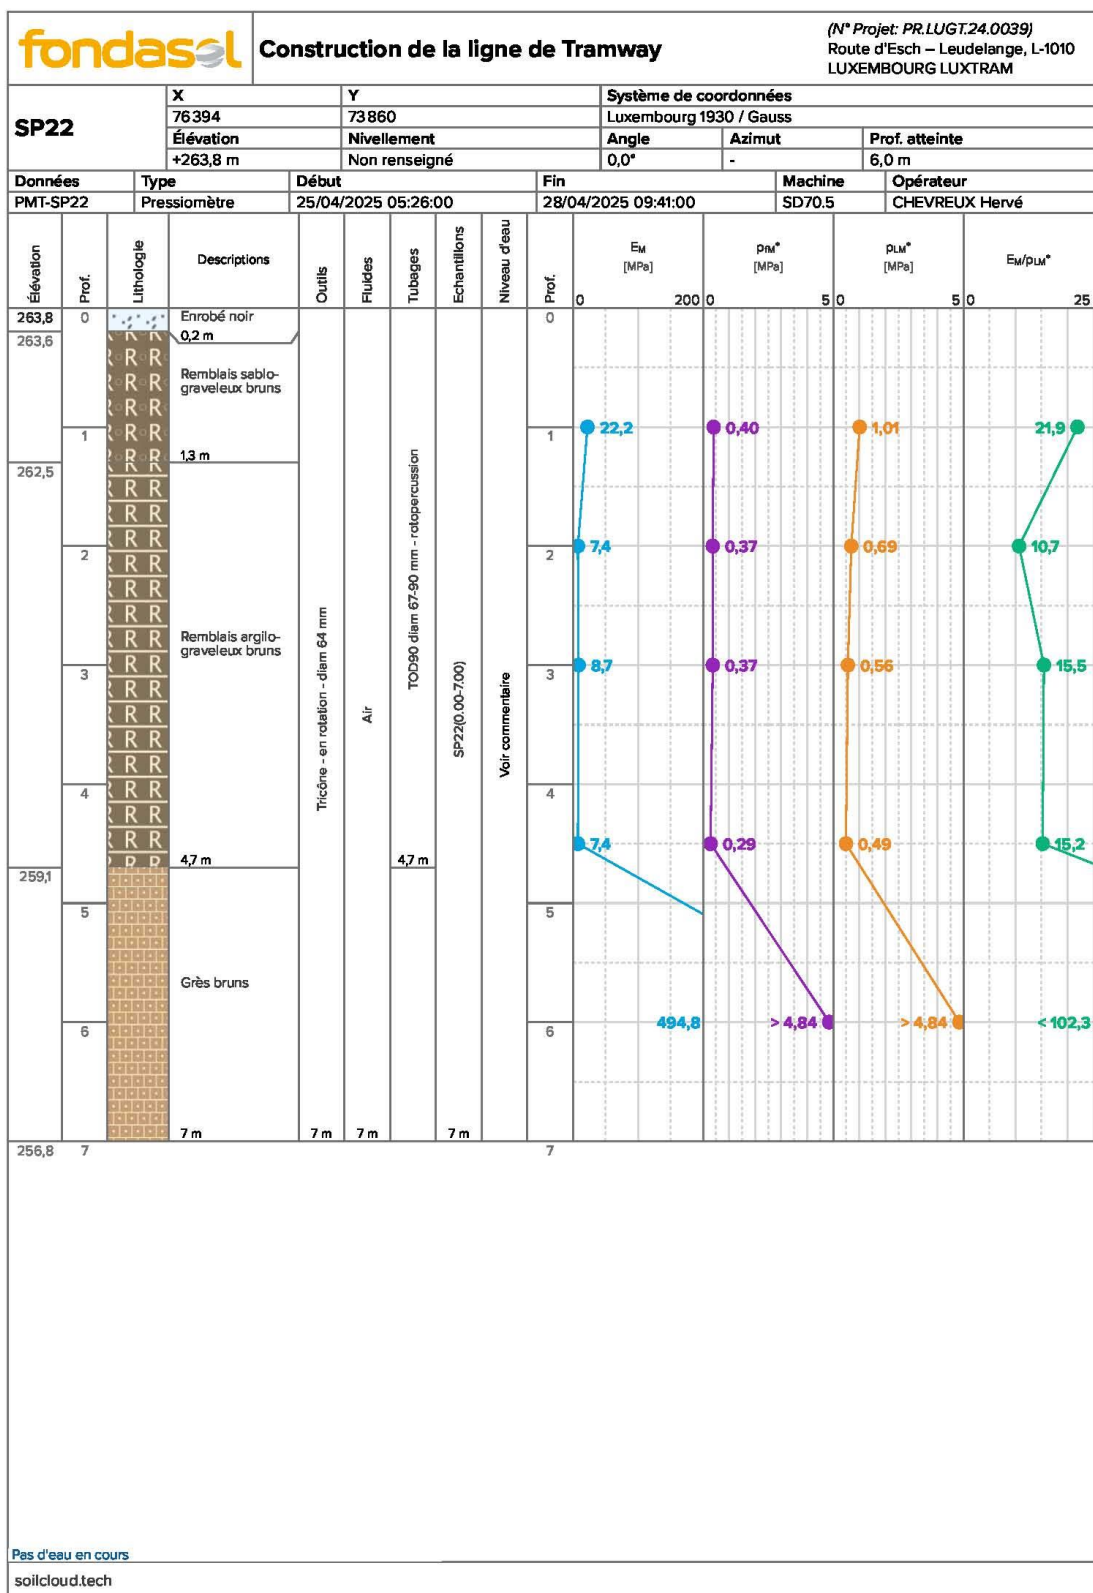 fondasol
Construction de la ligne de Tramway
(N° Projet: PR.LUGT.24.0039)
Route d'Esch – Leudelange, L-1010
LUXEMBOURG LUXTRAM
SP22
X
Y
Système de coordonnées
76 394
73 860
Luxembourg 1930 / Gauss
Élévation
Nivellement
Angle
Azimut
Prof. atteinte
+263,8 m
Non renseigné
0,0°
-
6,0 m
Données
Type
Début
Fin
Machine
Opérateur
PMT-SP22
Pressiomètre
25/04/2025 05:26:00
28/04/2025 09:41:00
SD70.5
CHEVREUX Hervé
Élévation
Prof.
Lithologie
Descriptions
Outils
Fluides
Tubages
Echantillons
Niveau d'eau
Prof.
EM
[MPa]
0 200
pfM*
[MPa]
0 5
pLM*
[MPa]
0 5
EM/pLM*
0 25
263,8
0
Enrobé noir
0
263,6
0,2 m
Remblais sablo-
graveleux bruns
1
1
22,2
0,40
1,01
21,9
262,5
1,3 m
2
2
7,4
0,37
0,69
10,7
Remblais argilo-
graveleux bruns
3
3
8,7
0,37
0,56
15,5
Tricône - en rotation - diam 64 mm
Air
TOD90 diam 67-90 mm - rotopercussion
SP22(0.00-7.00)
Voir commentaire
4
4
7,4
0,29
0,49
15,2
4,7 m
4,7 m
259,1
5
5
Grès bruns
6
6
494,8
> 4,84
> 4,84
< 102,3
7 m
7 m
7 m
7 m
256,8
7
7
Pas d'eau en cours
soilcloud.tech